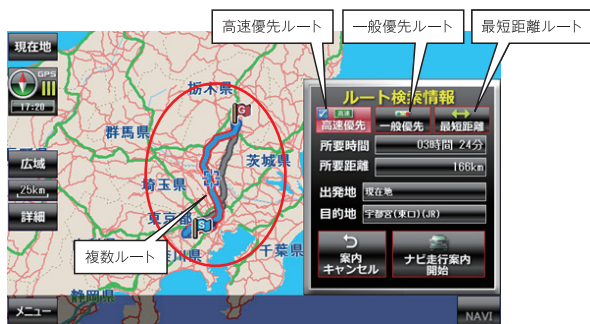 高速優先ルート
一般優先ルート
最短距離ルート
現在地
GPS
17:20
広域
25km
詳細
メニュー
栃木県
群馬県
茨城県
埼玉県
東京都
千葉県
静岡県
複数ルート
G
S
ルート検索情報
高速
高速優先
一般優先
最短距離
所要時間 03時間 24分
所要距離 166km
出発地 現在地
目的地 宇都宮(東口)(JR)
案内
キャンセル
ナビ走行案内
開始
NAVI